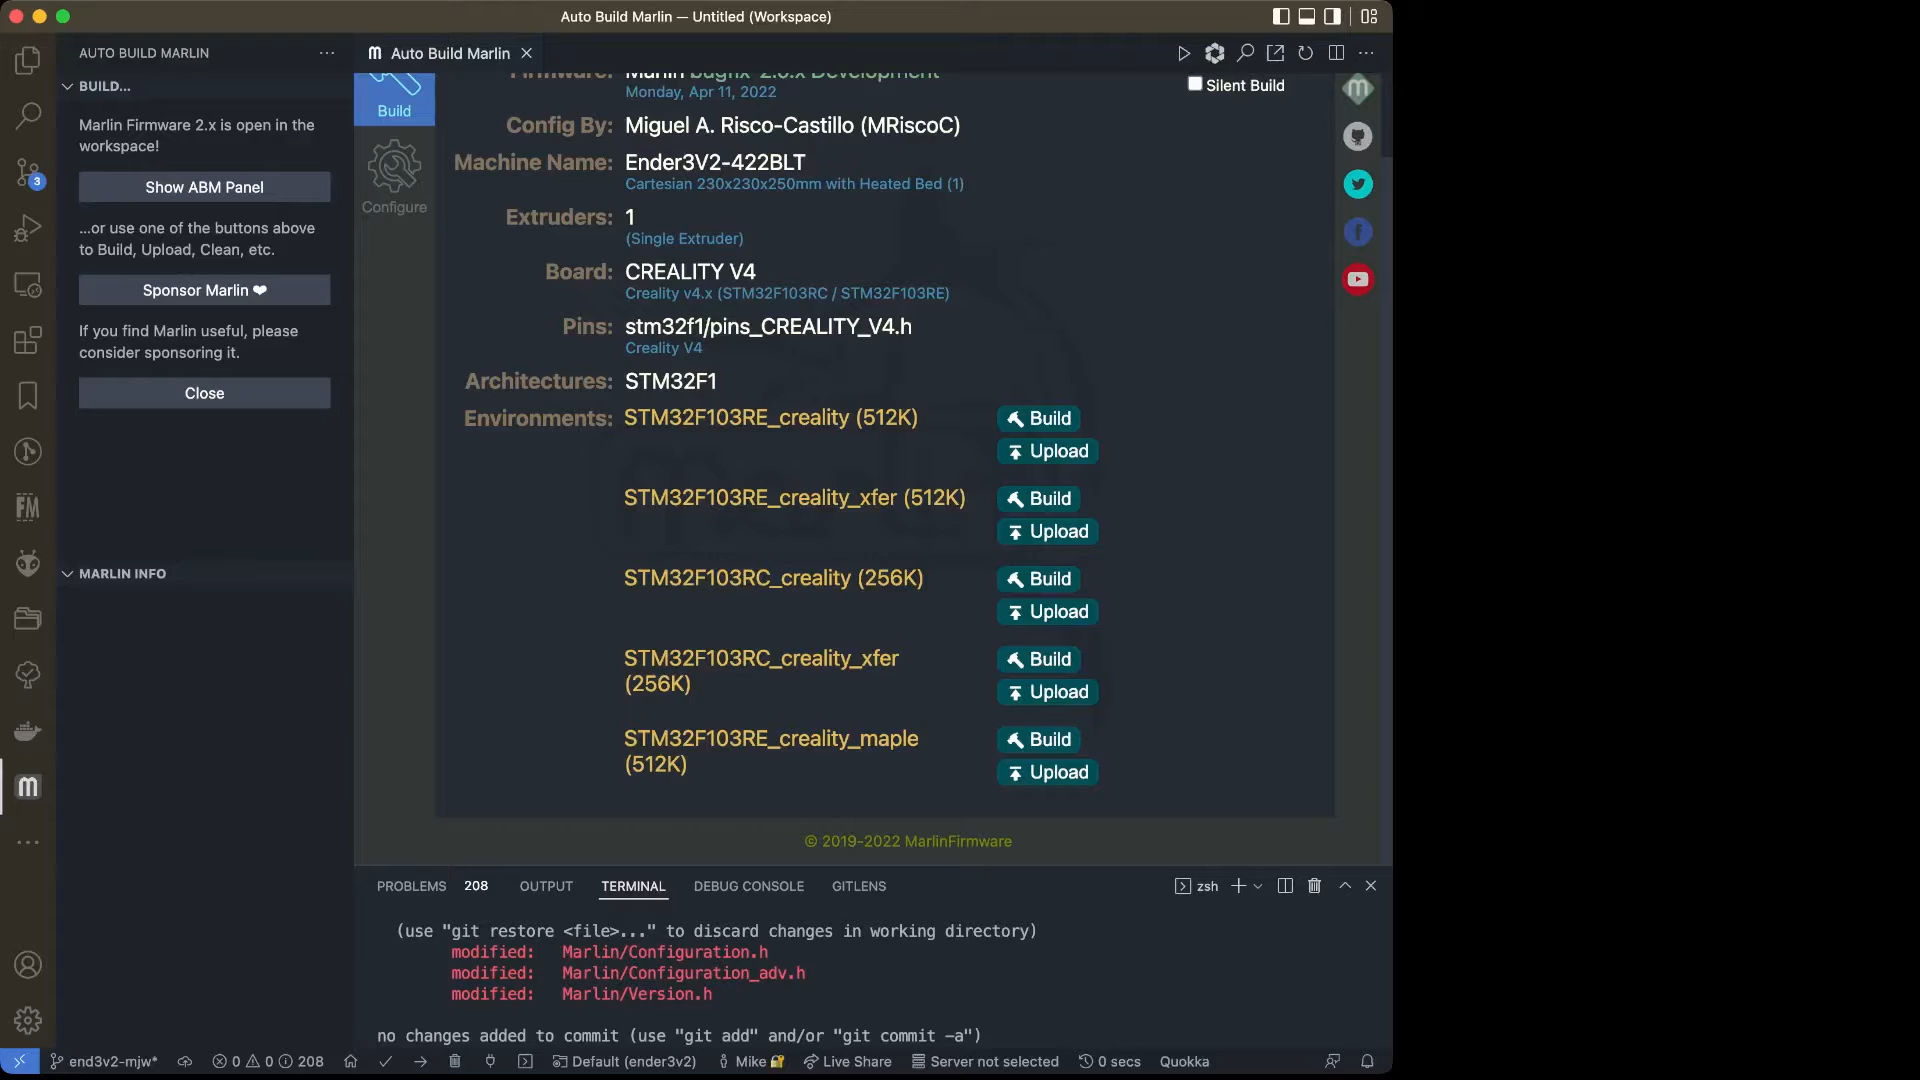 Auto Build Marlin — Untitled (Workspace)
AUTO BUILD MARLIN
BUILD...
Marlin Firmware 2.x is open in the
workspace!
Show ABM Panel
...or use one of the buttons above
to Build, Upload, Clean, etc.
Sponsor Marlin ❤
If you find Marlin useful, please
consider sponsoring it.
Close
MARLIN INFO
3
FM
m
m Auto Build Marlin
Build
Configure
Firmware: Marlin bugfix-2.0.x Development
Monday, Apr 11, 2022
Silent Build
Config By: Miguel A. Risco-Castillo (MRiscoC)
Machine Name: Ender3V2-422BLT
Cartesian 230x230x250mm with Heated Bed (1)
Extruders: 1
(Single Extruder)
Board: CREALITY V4
Creality v4.x (STM32F103RC / STM32F103RE)
Pins: stm32f1/pins_CREALITY_V4.h
Creality V4
Architectures: STM32F1
Environments: STM32F103RE_creality (512K) Build
Upload
STM32F103RE_creality_xfer (512K) Build
Upload
STM32F103RC_creality (256K) Build
Upload
STM32F103RC_creality_xfer
(256K)
Build
Upload
STM32F103RE_creality_maple
(512K)
Build
Upload
© 2019-2022 MarlinFirmware
PROBLEMS 208 OUTPUT TERMINAL DEBUG CONSOLE GITLENS zsh
(use "git restore <file>..." to discard changes in working directory)
modified: Marlin/Configuration.h
modified: Marlin/Configuration_adv.h
modified: Marlin/Version.h
no changes added to commit (use "git add" and/or "git commit -a")
end3v2-mjw* 0 0 208 Default (ender3v2) Mike Live Share Server not selected 0 secs Quokka